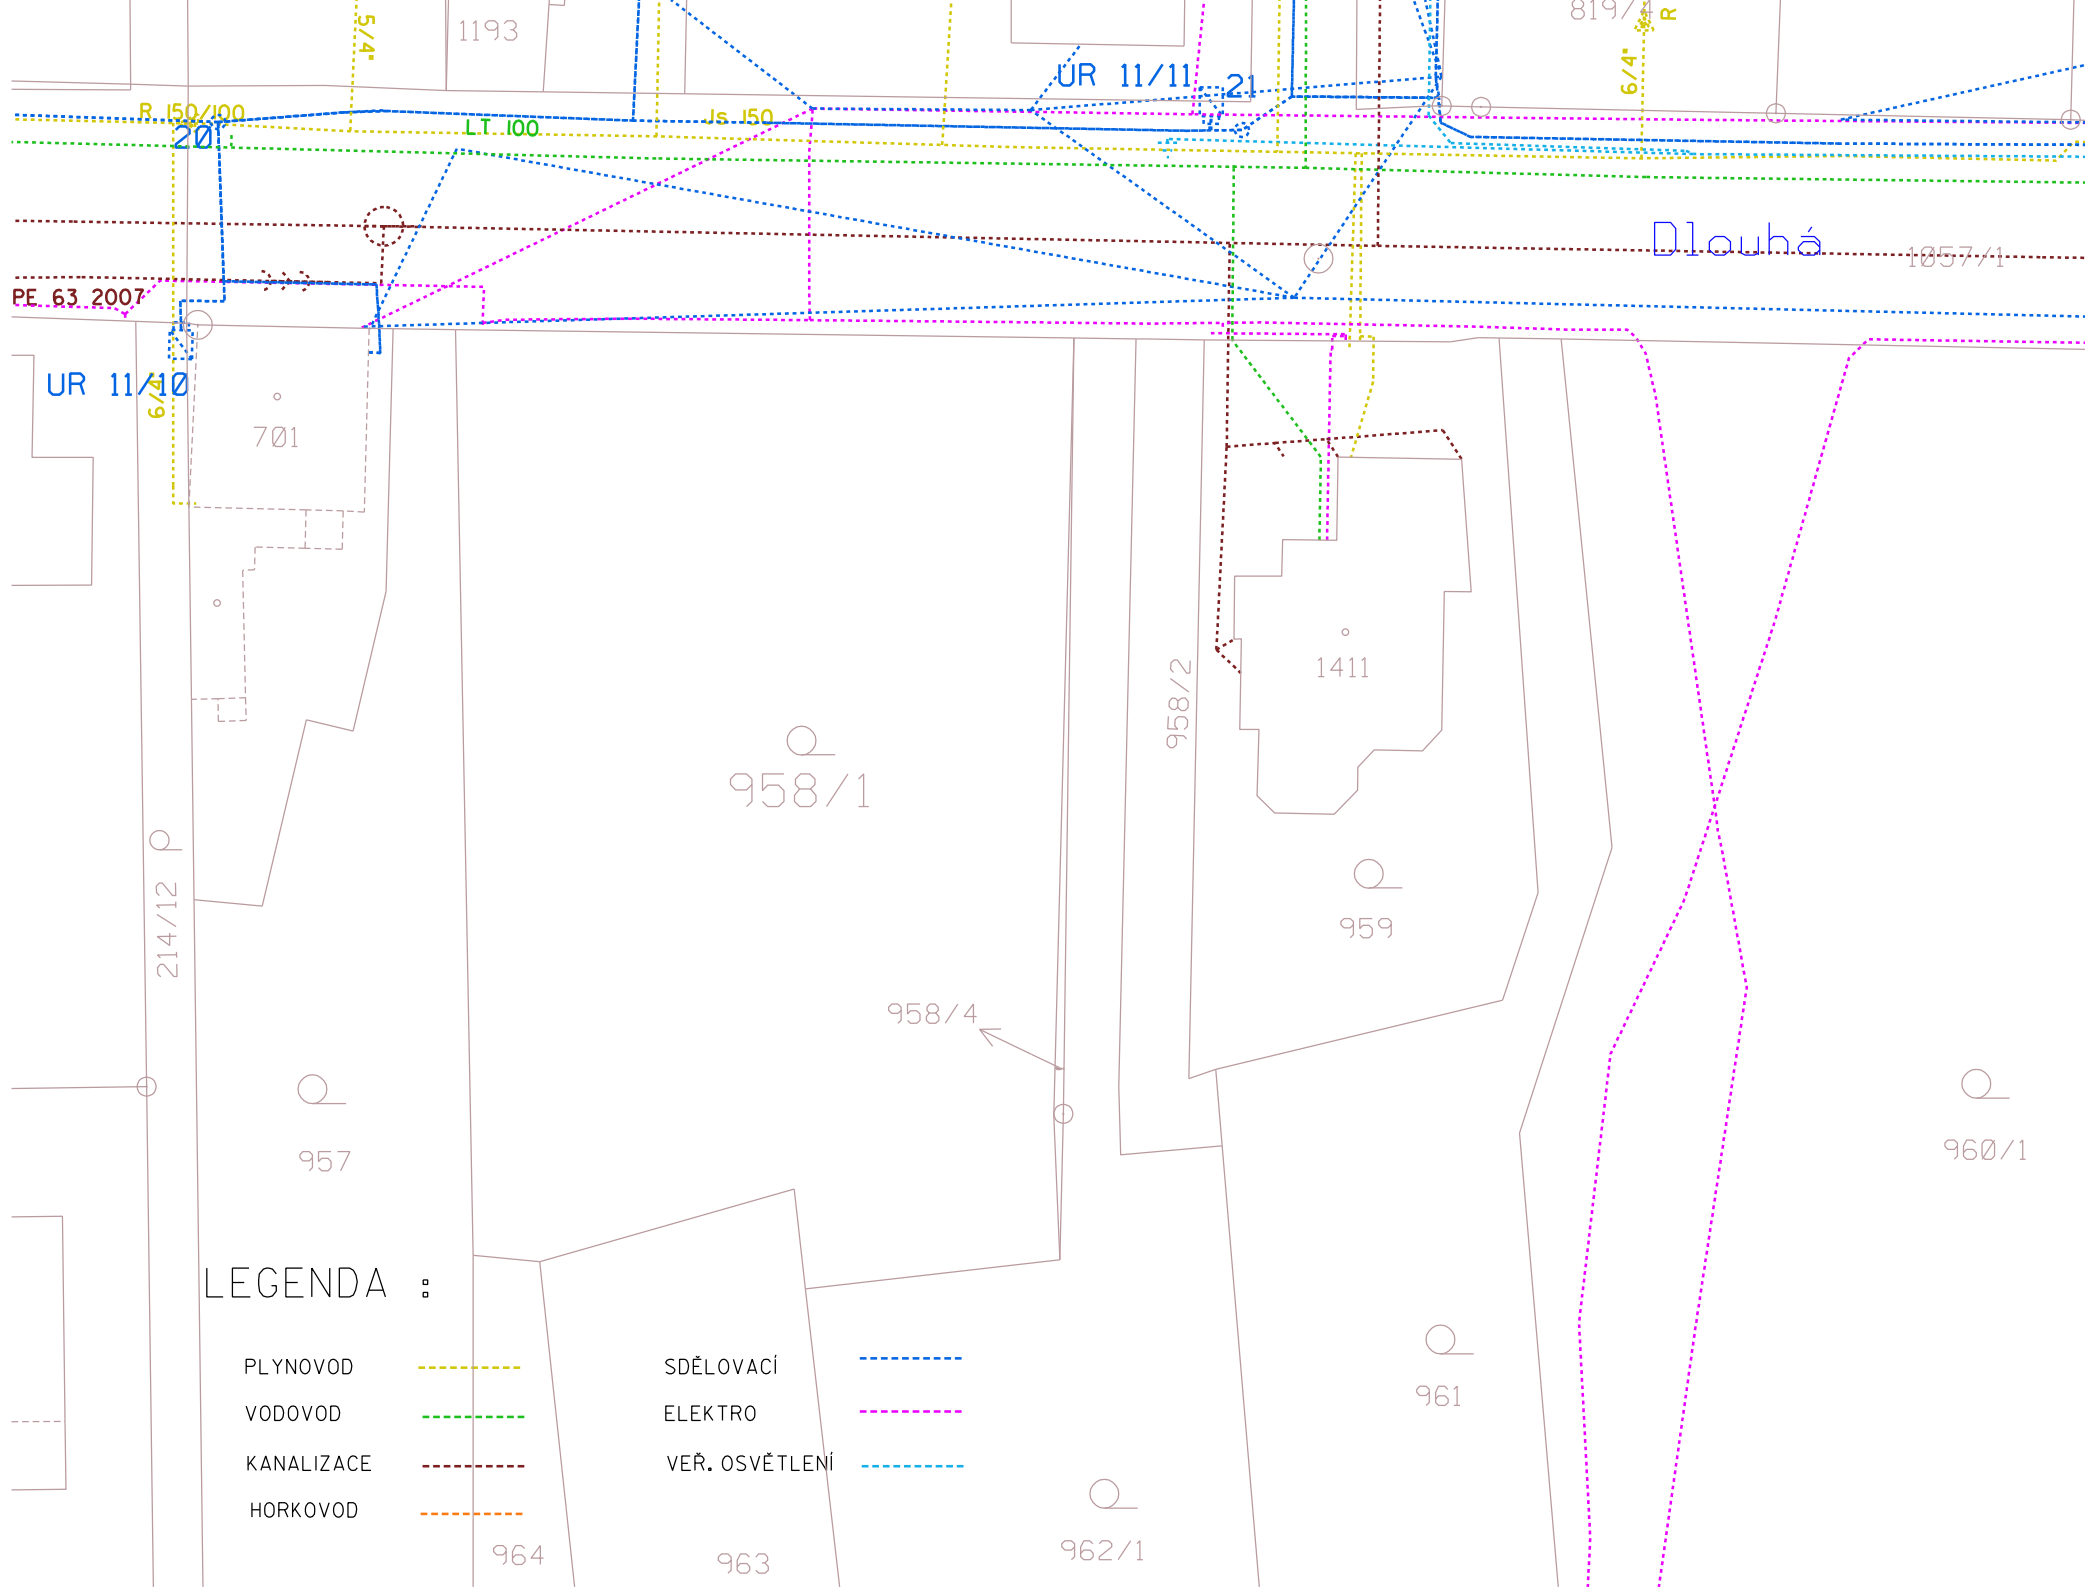 819/4
R
1193
5/4"
6/4"
UR 11/11
21
R 150/100
20
LT 100
Js 150
Dlouhá
1057/1
PE 63 2007
UR 11/10
6/4"
701
1411
958/2
958/1
214/12
959
958/4
957
960/1
LEGENDA :
PLYNOVOD
SDĚLOVACÍ
VODOVOD
ELEKTRO
KANALIZACE
VEŘ. OSVĚTLENÍ
HORKOVOD
961
964
963
962/1